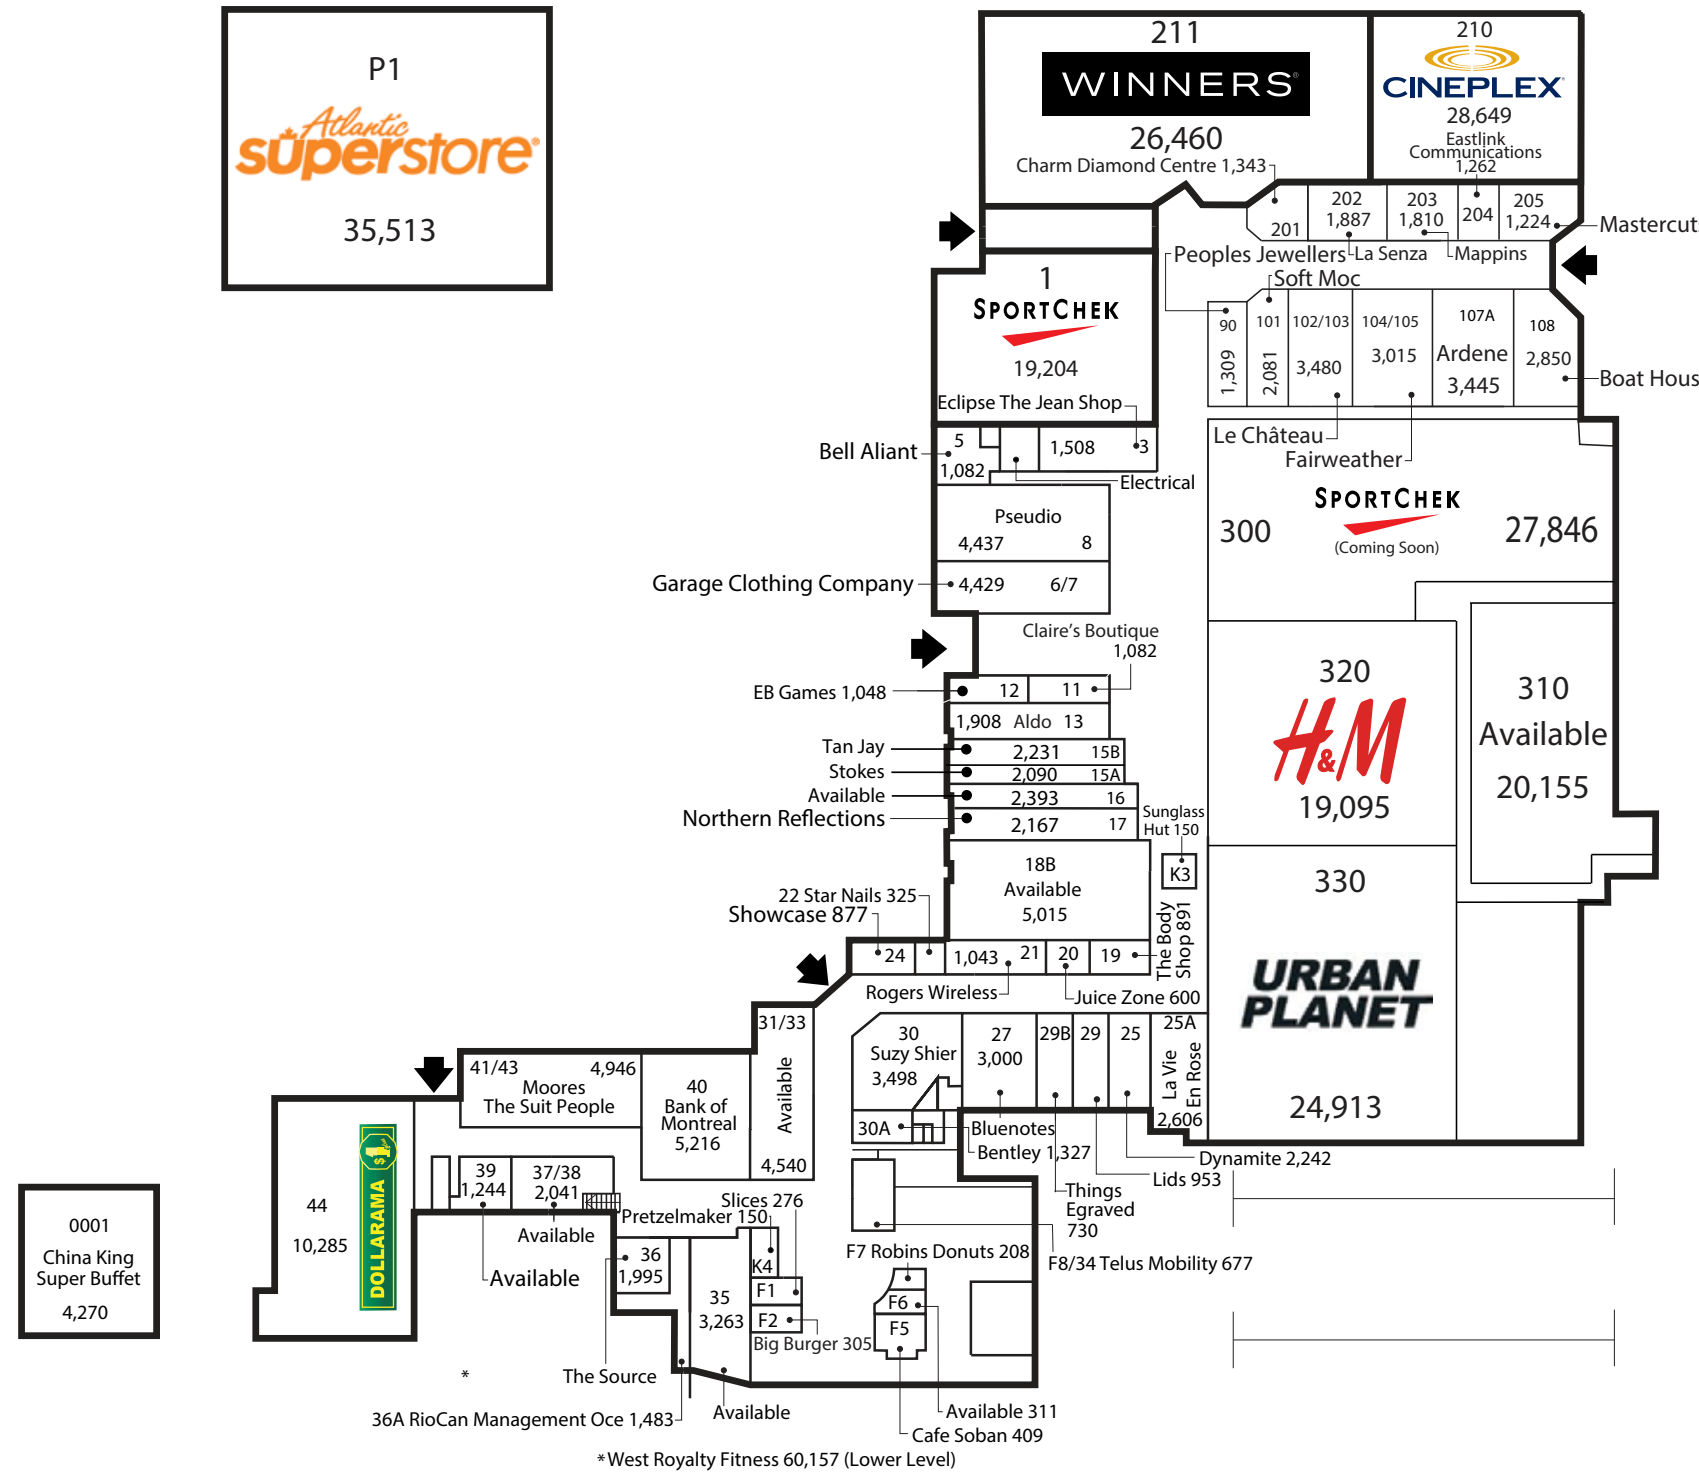 P1
Atlantic
superstore
35,513
211
WINNERS
26,460
Charm Diamond Centre 1,343
210
CINEPLEX
28,649
Eastlink
Communications
1,262
201
202
1,887
203
1,810
204
205
1,224
Mastercuts
Peoples Jewellers
La Senza
Mappins
Soft Moc
1
SPORTCHEK
19,204
Eclipse The Jean Shop
90
1,309
101
2,081
102/103
3,480
104/105
3,015
107A
Ardene
3,445
108
2,850
Boat Hous
Le Château
Fairweather
Bell Aliant
5
1,082
1,508
3
Electrical
Pseudio
4,437
8
Garage Clothing Company
4,429
6/7
300
SPORTCHEK
(Coming Soon)
27,846
Claire's Boutique
1,082
EB Games 1,048
12
11
1,908 Aldo 13
Tan Jay
2,231
15B
Stokes
2,090
15A
Available
2,393
16
Northern Reflections
2,167
17
320
H&M
19,095
310
Available
20,155
Sunglass
Hut 150
K3
18B
Available
5,015
22 Star Nails 325
Showcase 877
24
1,043
21
20
19
The Body
Shop 891
Rogers Wireless
Juice Zone 600
330
URBAN
PLANET
24,913
31/33
Available
4,540
30
Suzy Shier
3,498
27
3,000
29B
29
25
25A
La Vie
En Rose
2,606
41/43
4,946
Moores
The Suit People
40
Bank of
Montreal
5,216
30A
Bluenotes
Bentley 1,327
Dynamite 2,242
Lids 953
Things
Egraved
730
F8/34 Telus Mobility 677
44
10,285
DOLLARAMA
$1
39
1,244
37/38
2,041
Available
Available
Slices 276
Pretzelmaker 150
36
1,995
K4
F1
F2
35
3,263
Big Burger 305
F7 Robins Donuts 208
F6
F5
0001
China King
Super Buffet
4,270
*
The Source
36A RioCan Management Oce 1,483
Available
Available 311
Cafe Soban 409
*West Royalty Fitness 60,157 (Lower Level)